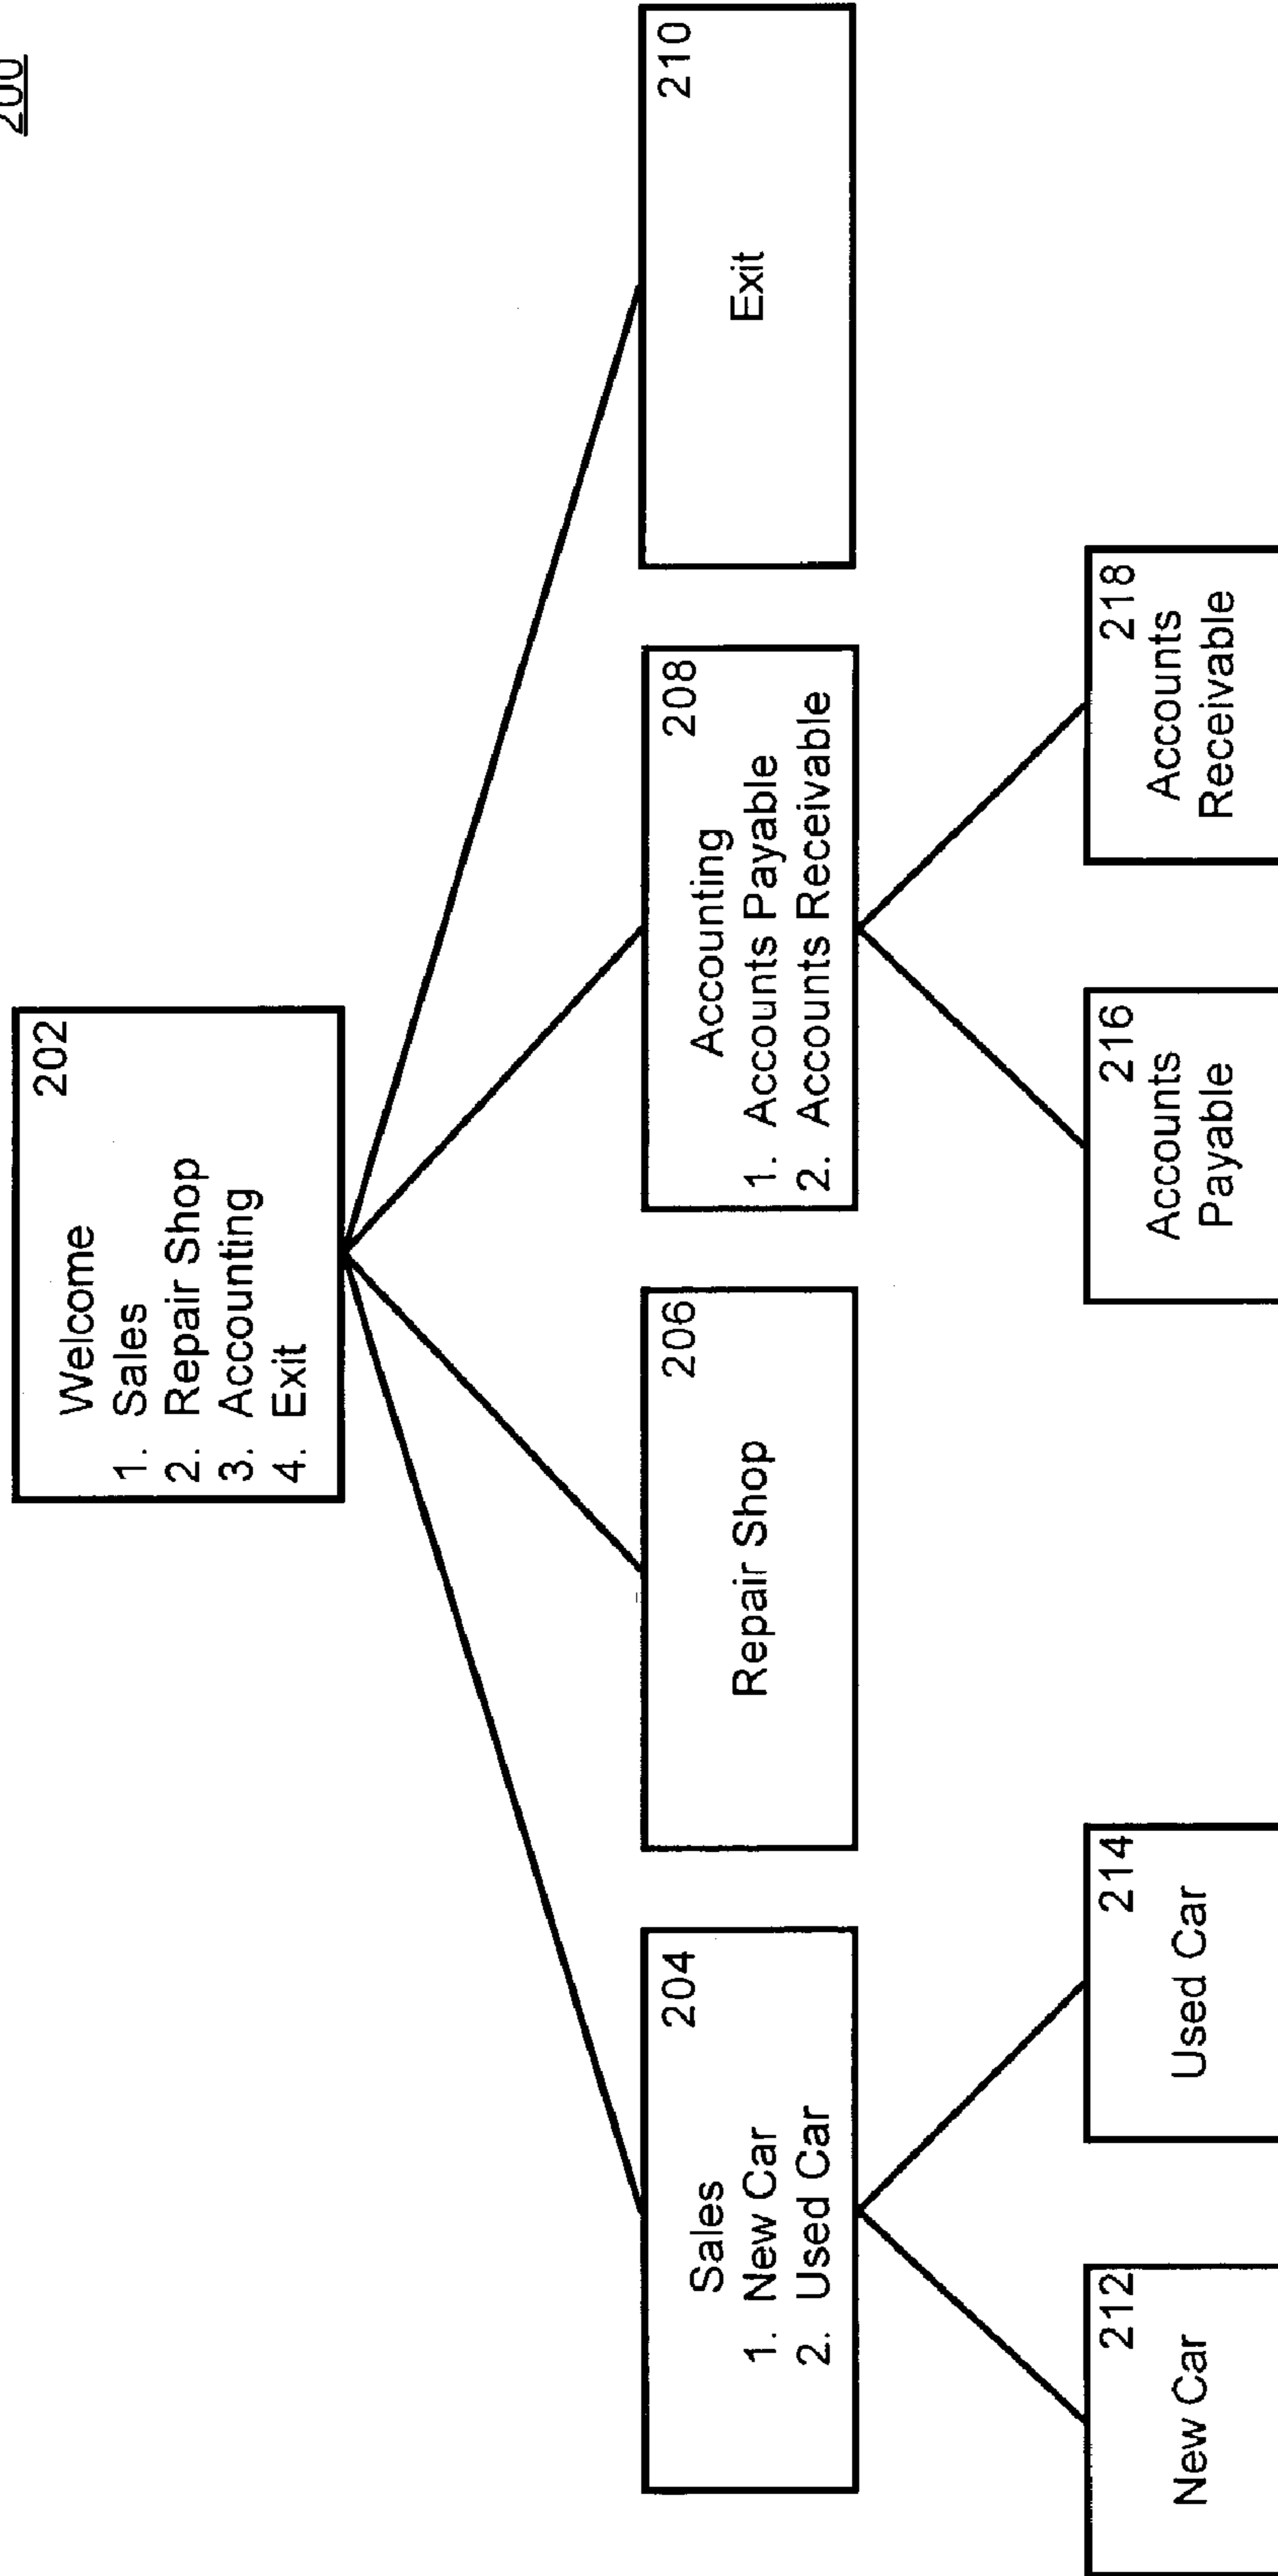 200
202
Welcome
1. Sales
2. Repair Shop
3. Accounting
4. Exit
204
Sales
1. New Car
2. Used Car
206
Repair Shop
208
Accounting
1. Accounts Payable
2. Accounts Receivable
210
Exit
212
New Car
214
Used Car
216
Accounts
Payable
218
Accounts
Receivable